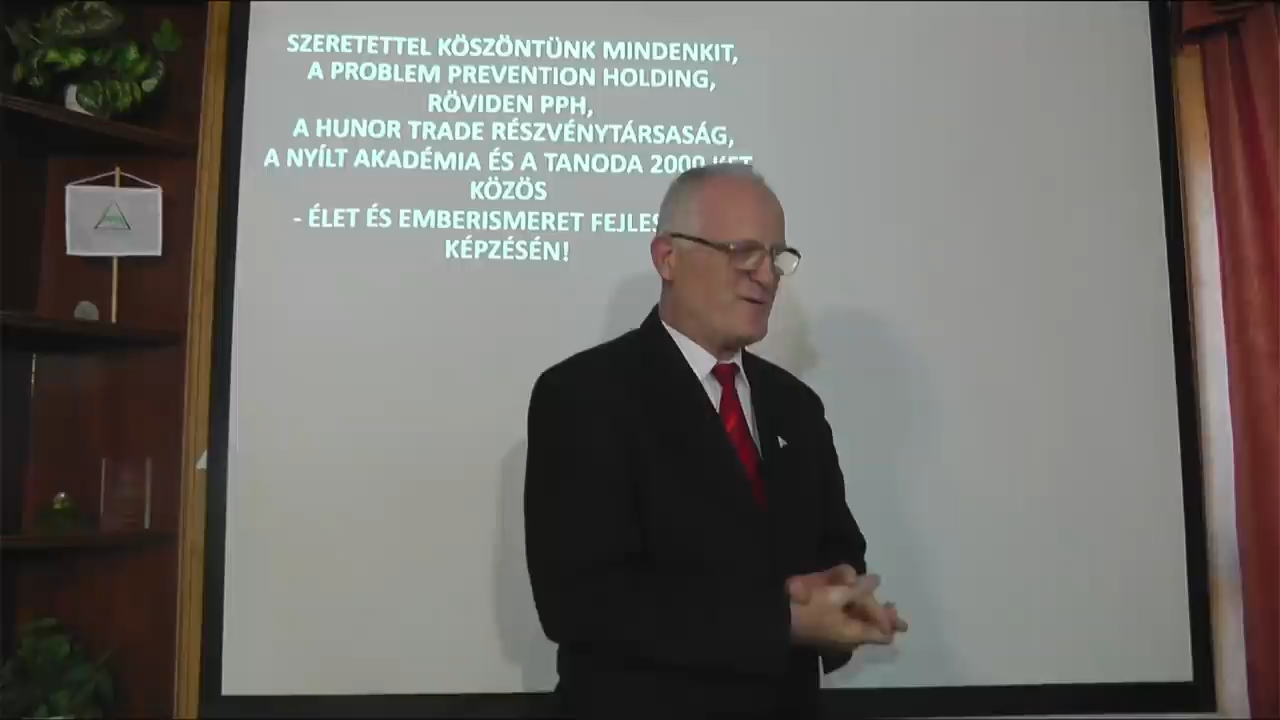 SZERETETTEL KÖSZÖNTÜNK MINDENKIT,
A PROBLEM PREVENTION HOLDING,
RÖVIDEN PPH,
A HUNOR TRADE RÉSZVÉNYTÁRSASÁG,
A NYÍLT AKADÉMIA ÉS A TANODA 2000 KFT
KÖZÖS
- ÉLET ÉS EMBERISMERET
KÉPZÉSÉN!